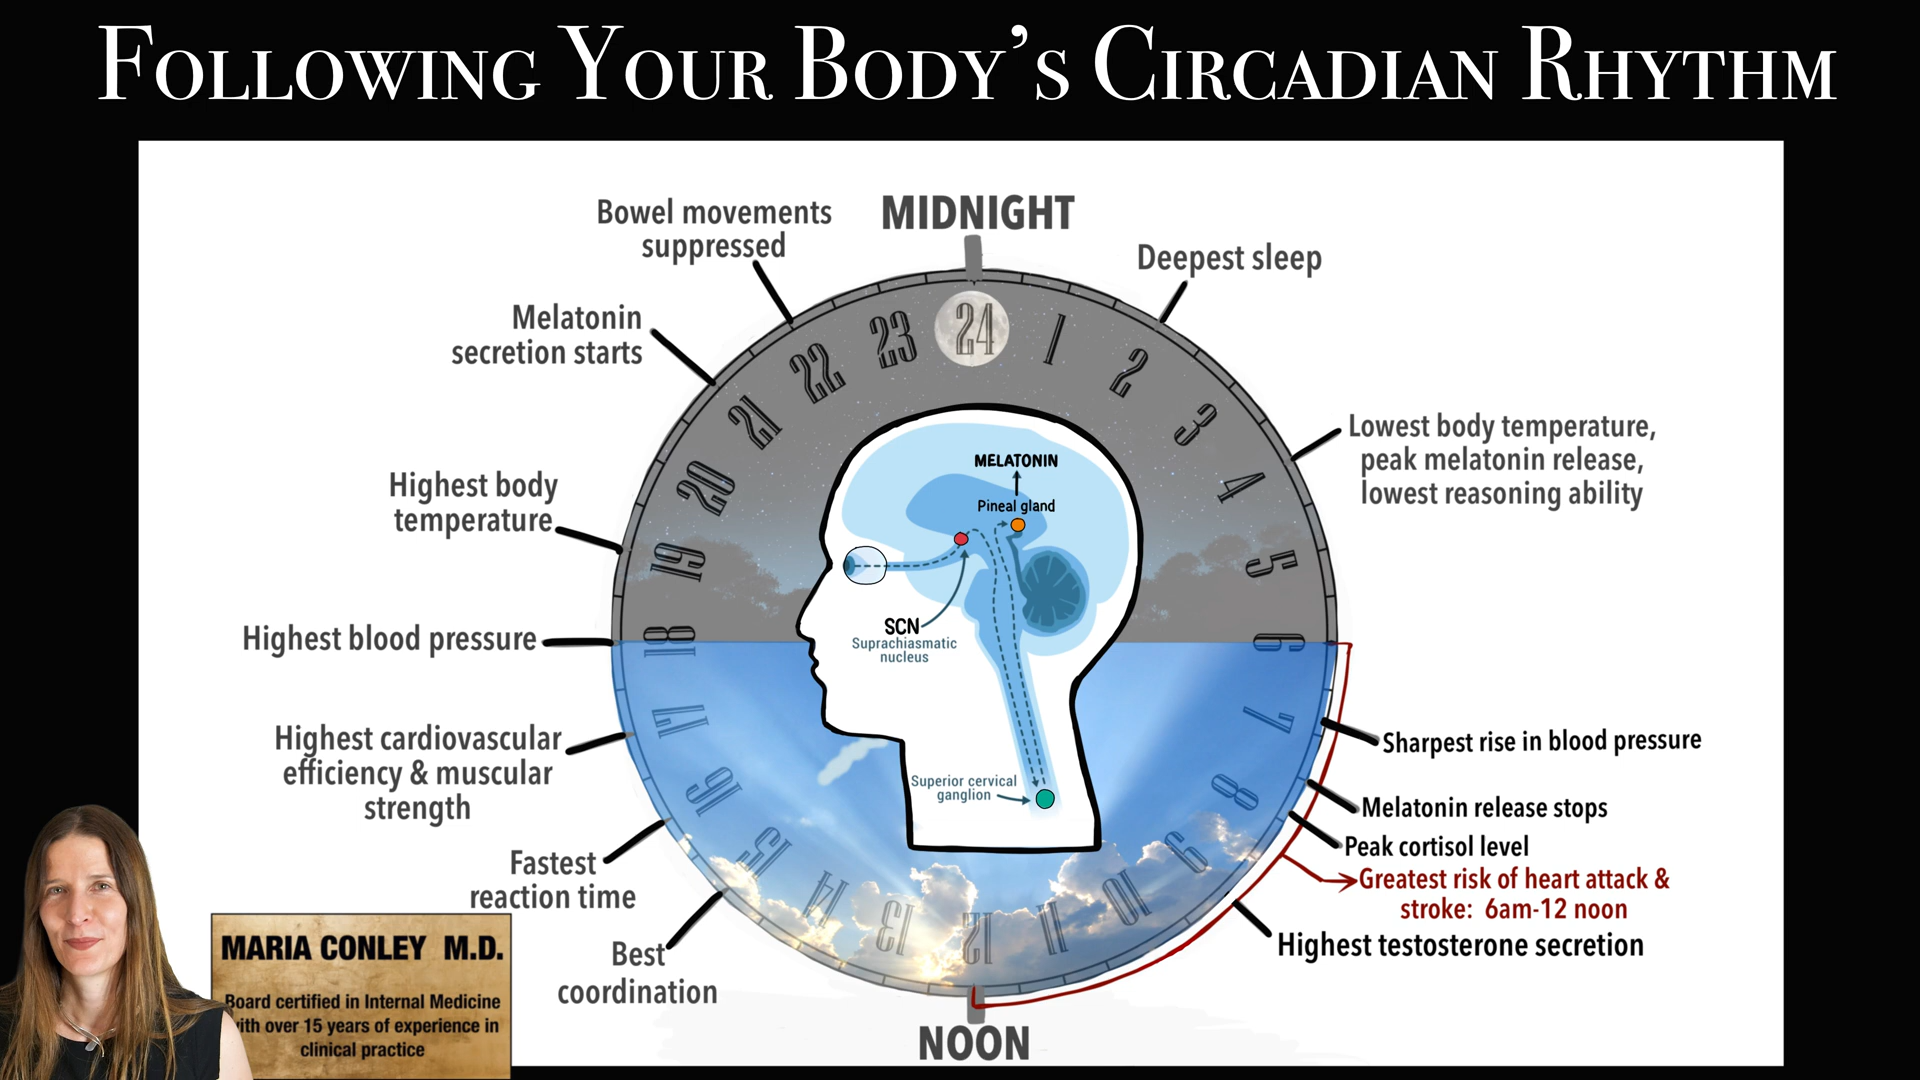 Following Your Body's Circadian Rhythm
MIDNIGHT
Bowel movements
suppressed
Deepest sleep
Melatonin
secretion starts
Lowest body temperature,
peak melatonin release,
lowest reasoning ability
Highest body
temperature
Highest blood pressure
Highest cardiovascular
efficiency & muscular
strength
Fastest
reaction time
Best
coordination
Sharpest rise in blood pressure
Melatonin release stops
Peak cortisol level
Greatest risk of heart attack &
stroke: 6am-12 noon
Highest testosterone secretion
NOON
24
1
2
3
4
5
6
7
8
9
10
11
12
13
14
15
16
17
18
19
20
21
22
23
MELATONIN
Pineal gland
SCN
Suprachiasmatic
nucleus
Superior cervical
ganglion
MARIA CONLEY M.D.
Board certified in Internal Medicine
with over 15 years of experience in
clinical practice